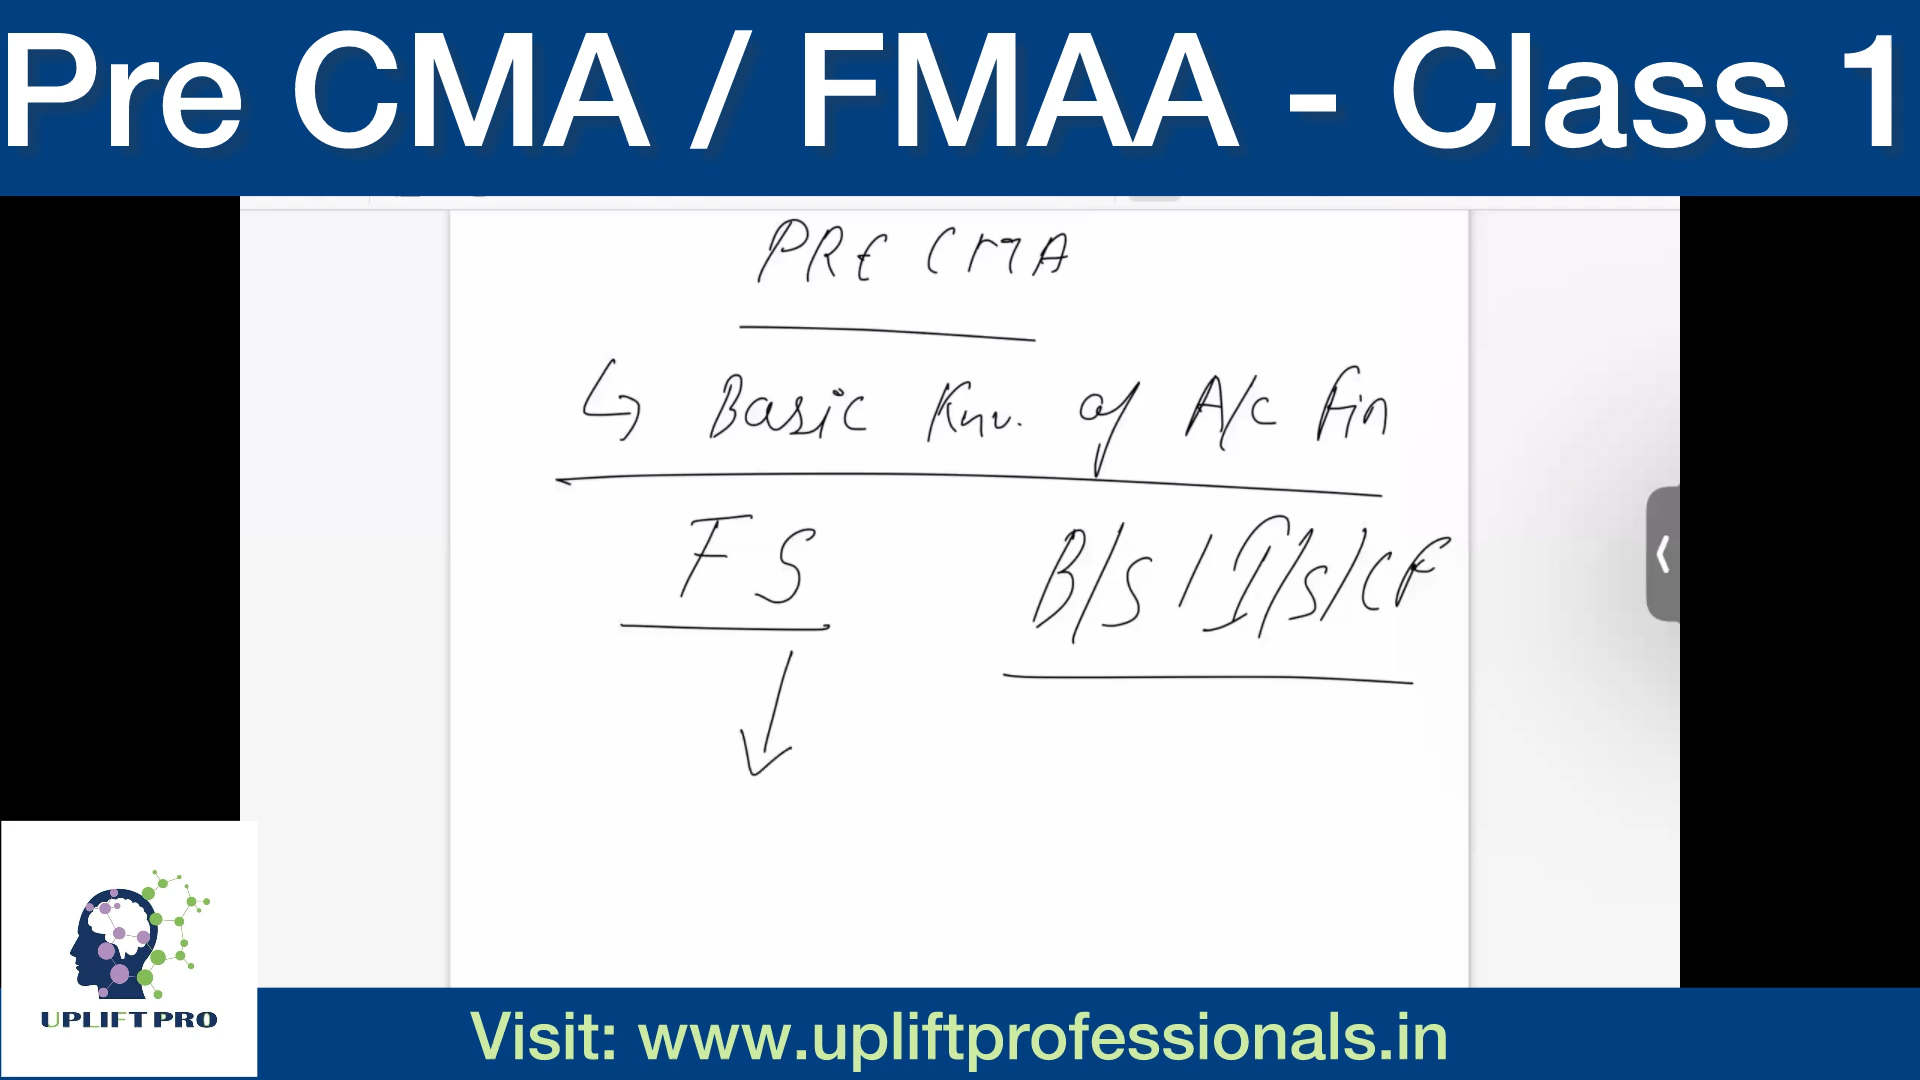 Pre CMA / FMAA - Class 1
PRE CMA
↳ Basic Knw. of A/c Fin
FS B/S / I/S / CF
UPLIFT PRO
Visit: www.upliftprofessionals.in